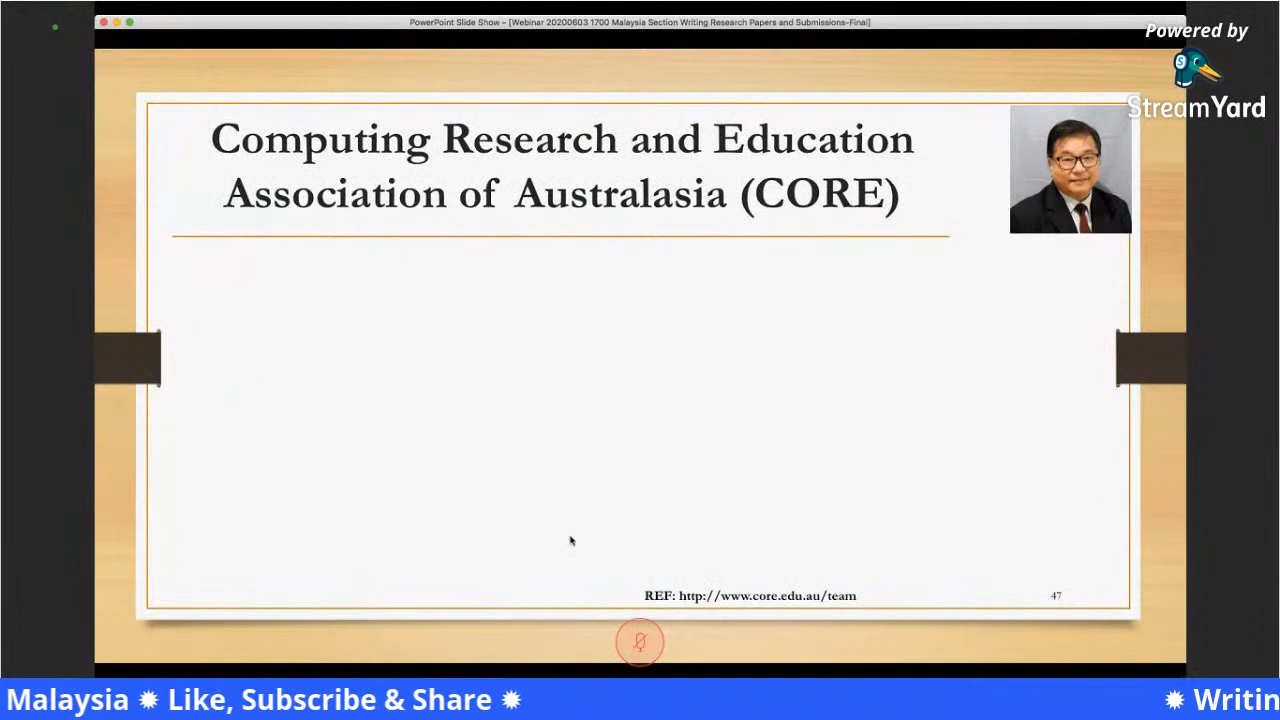 PowerPoint Slide Show – [Webinar 20200603 1700 Malaysia Section Writing Research Papers and Submissions-Final]
Powered by
StreamYard
Computing Research and Education
Association of Australasia (CORE)
REF: http://www.core.edu.au/team
47
Malaysia ✹ Like, Subscribe & Share ✹ ✹ Writin